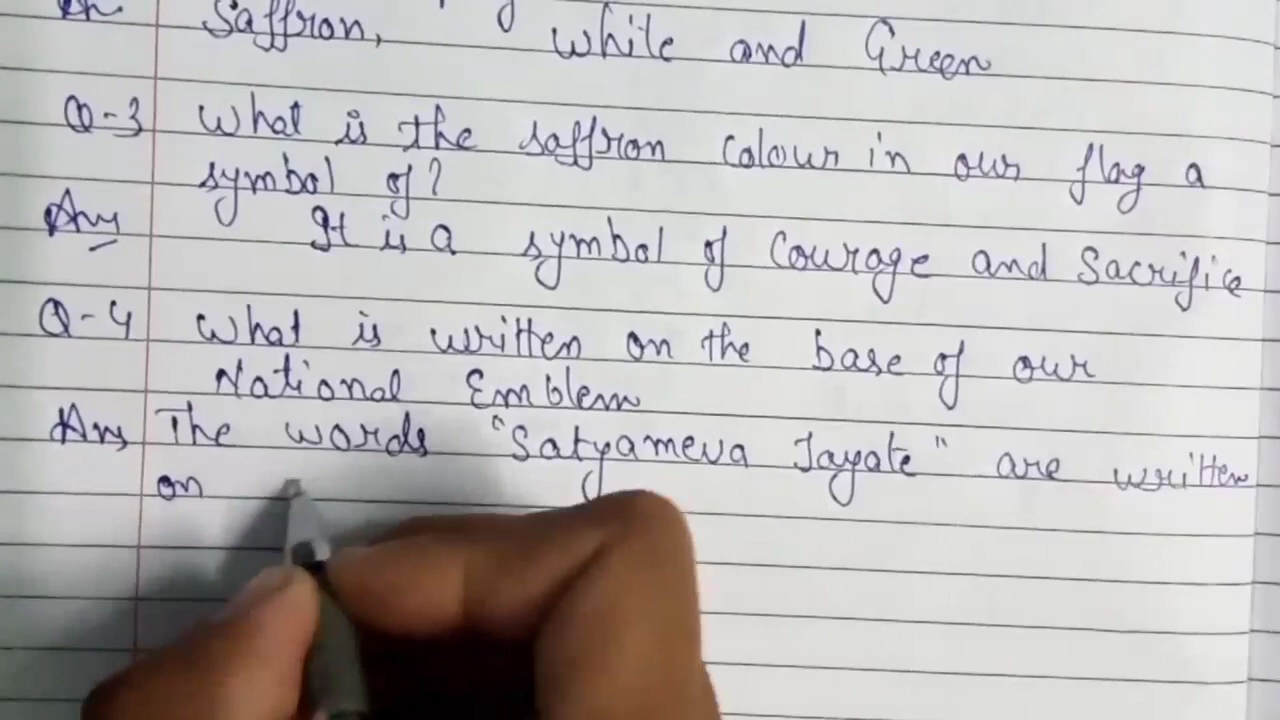 Saffron, White and Green
Q-3 What is the saffron colour in our flag a
symbol of?
Ans It is a symbol of Courage and Sacrifice
Q-4 What is written on the base of our
National Emblem
Ans The words "Satyameva Jayate" are written
on